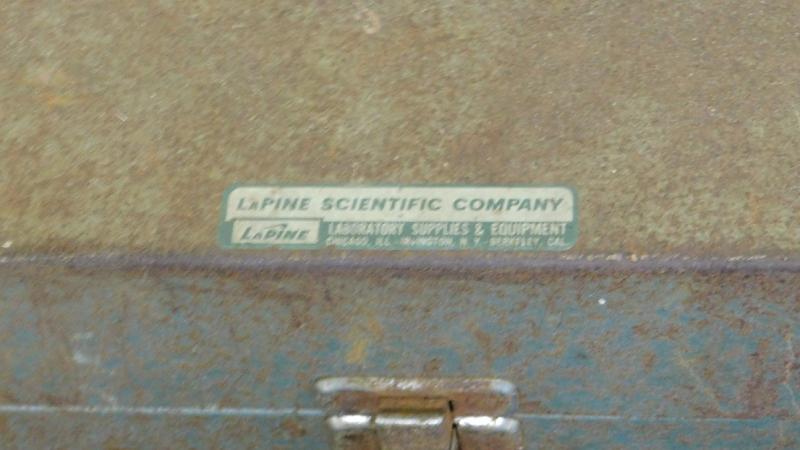 LAPINE SCIENTIFIC COMPANY
LAPINE LABORATORY SUPPLIES & EQUIPMENT
CHICAGO, ILL. - IRVINGTON, N. Y. - BERKELEY, CAL.